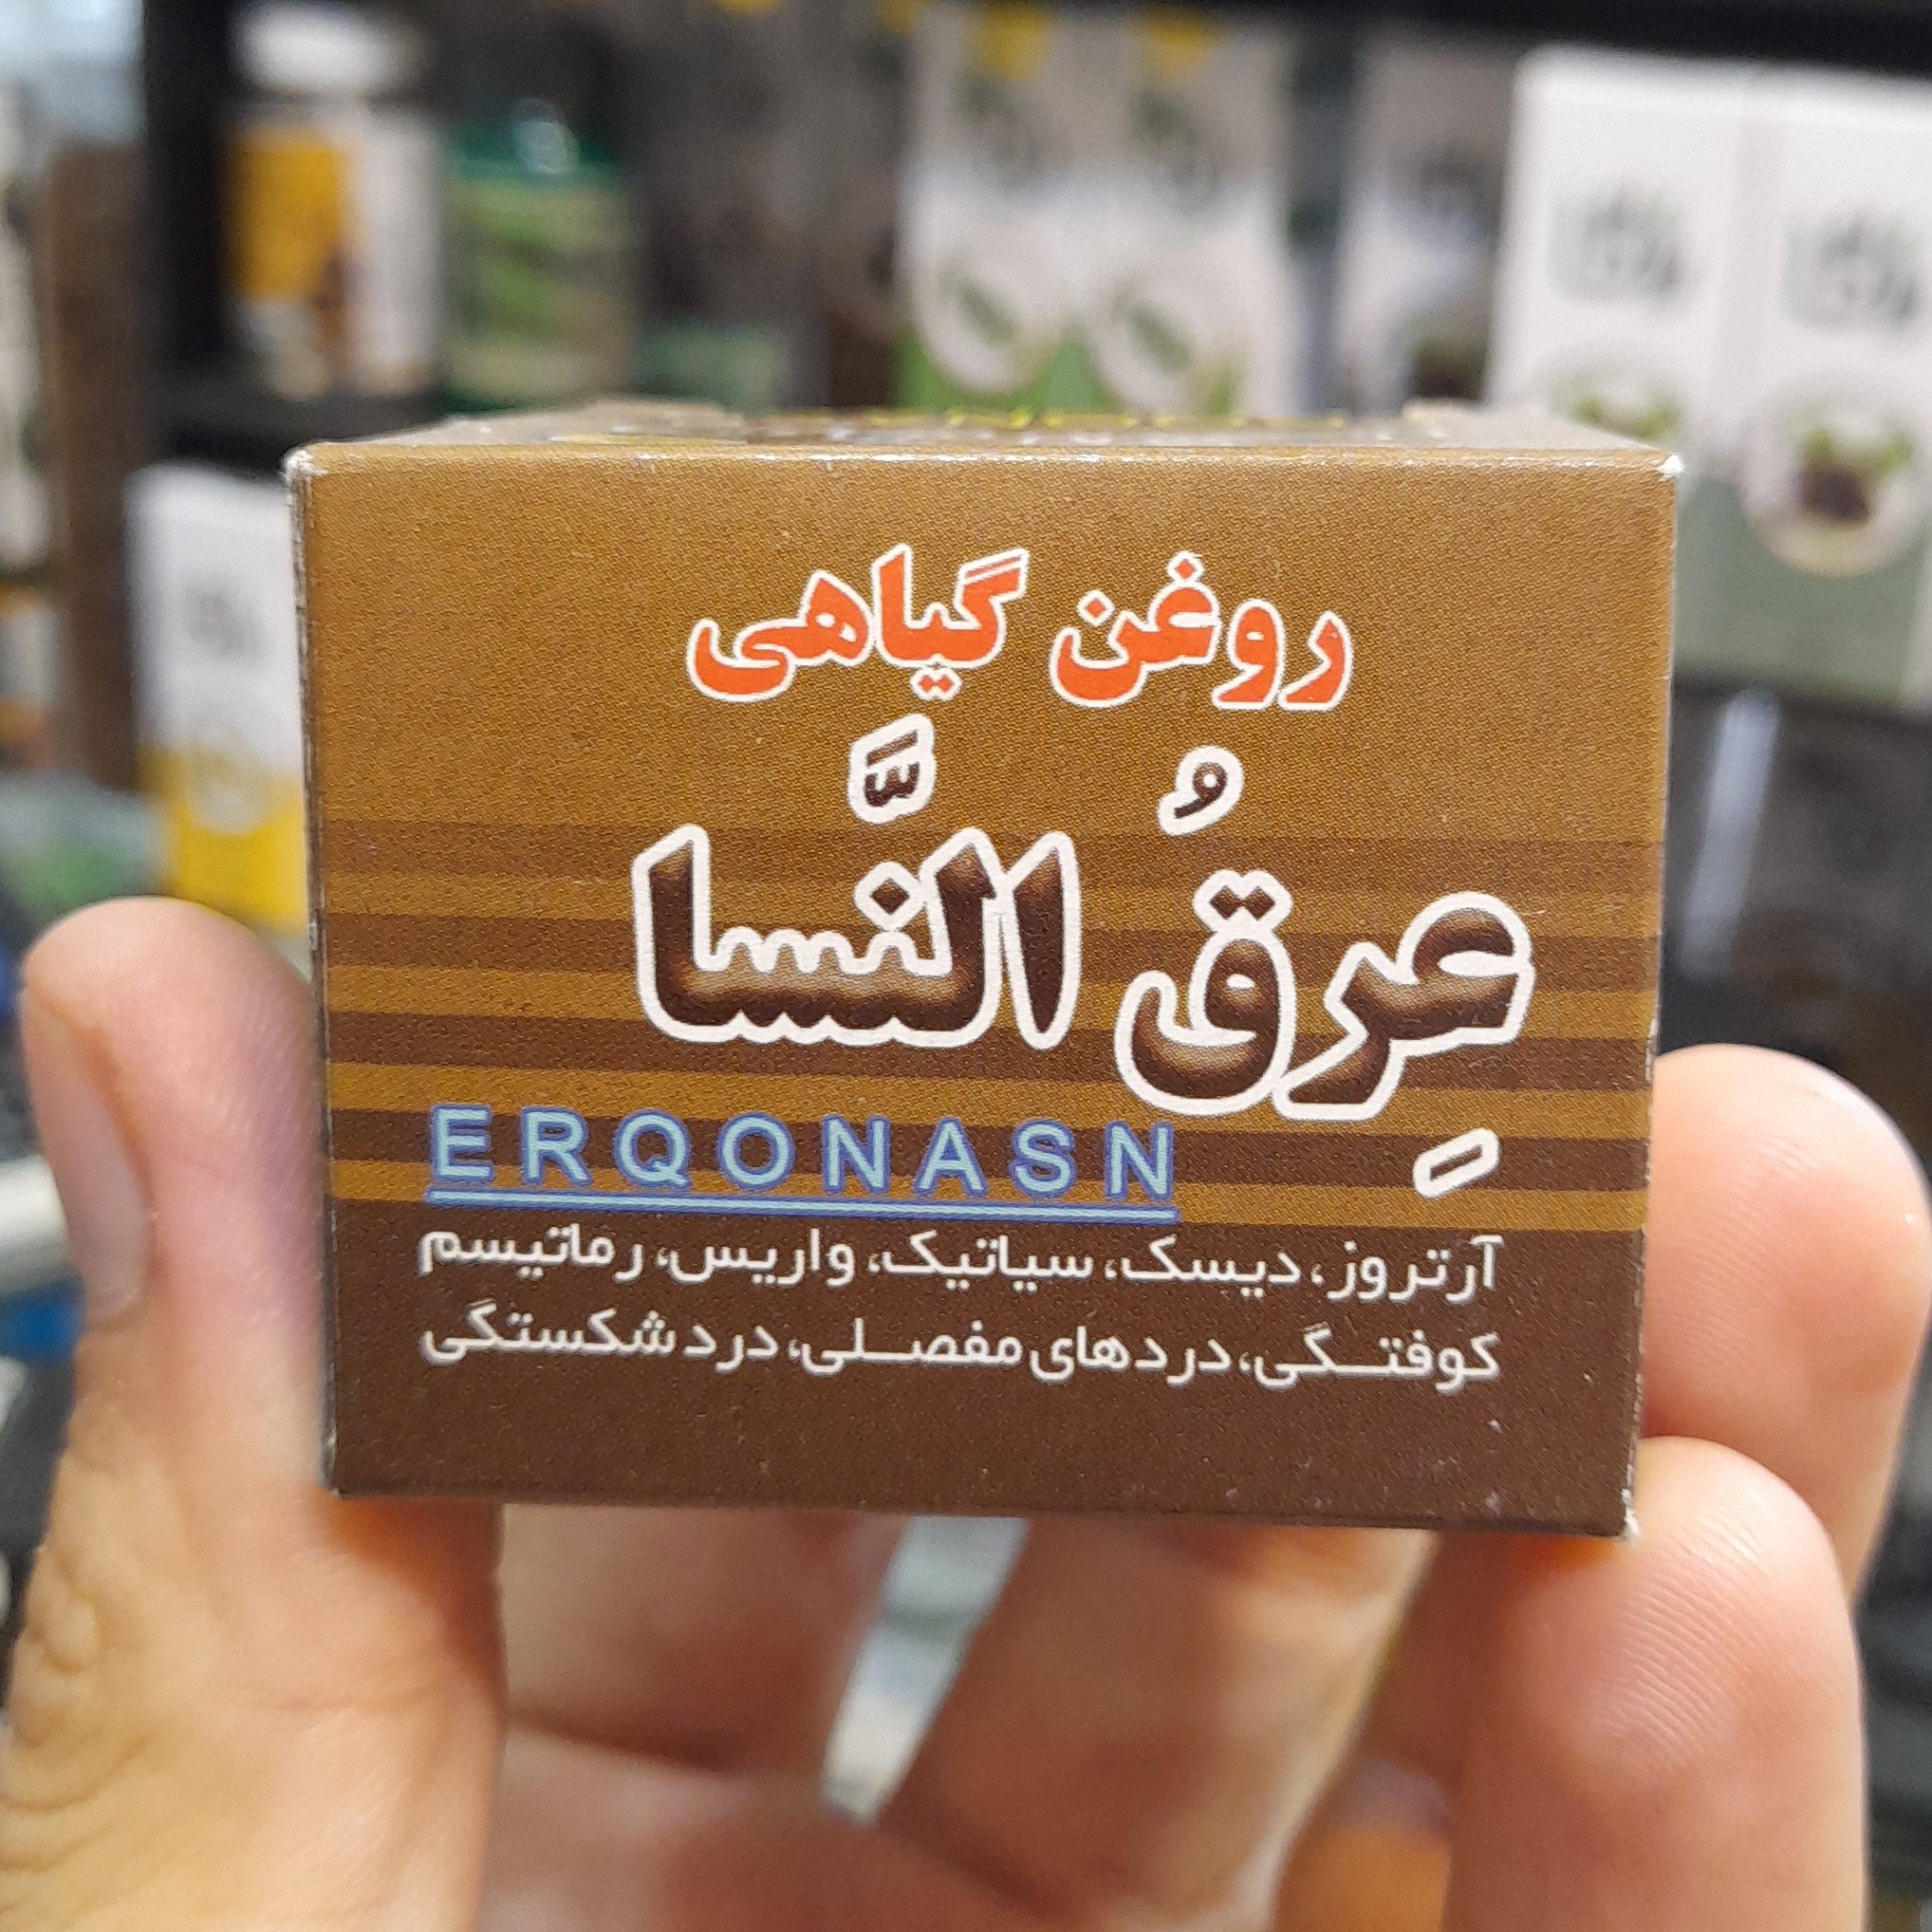 روغن گیاهی
عِرقُ النَّسا
ERQONASN
آرتروز، دیسک، سیاتیک، واریس، رماتیسم
کوفتگی، دردهای مفصلی، درد شکستگی